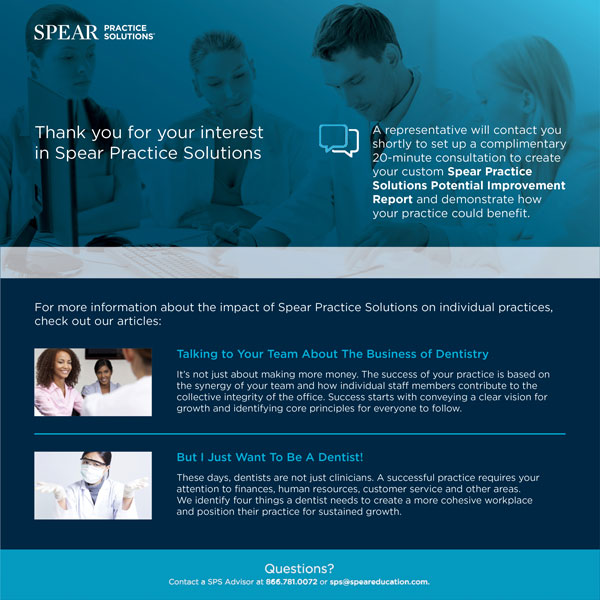 SPEAR PRACTICE
SOLUTIONS
Thank you for your interest
in Spear Practice Solutions
A representative will contact you
shortly to set up a complimentary
20-minute consultation to create
your custom Spear Practice
Solutions Potential Improvement
Report and demonstrate how
your practice could benefit.
For more information about the impact of Spear Practice Solutions on individual practices,
check out our articles:
Talking to Your Team About The Business of Dentistry
It's not just about making more money. The success of your practice is based on
the synergy of your team and how individual staff members contribute to the
collective integrity of the office. Success starts with conveying a clear vision for
growth and identifying core principles for everyone to follow.
But I Just Want To Be A Dentist!
These days, dentists are not just clinicians. A successful practice requires your
attention to finances, human resources, customer service and other areas.
We identify four things a dentist needs to create a more cohesive workplace
and position their practice for sustained growth.
Questions?
Contact a SPS Advisor at 866.781.0072 or sps@speareducation.com.